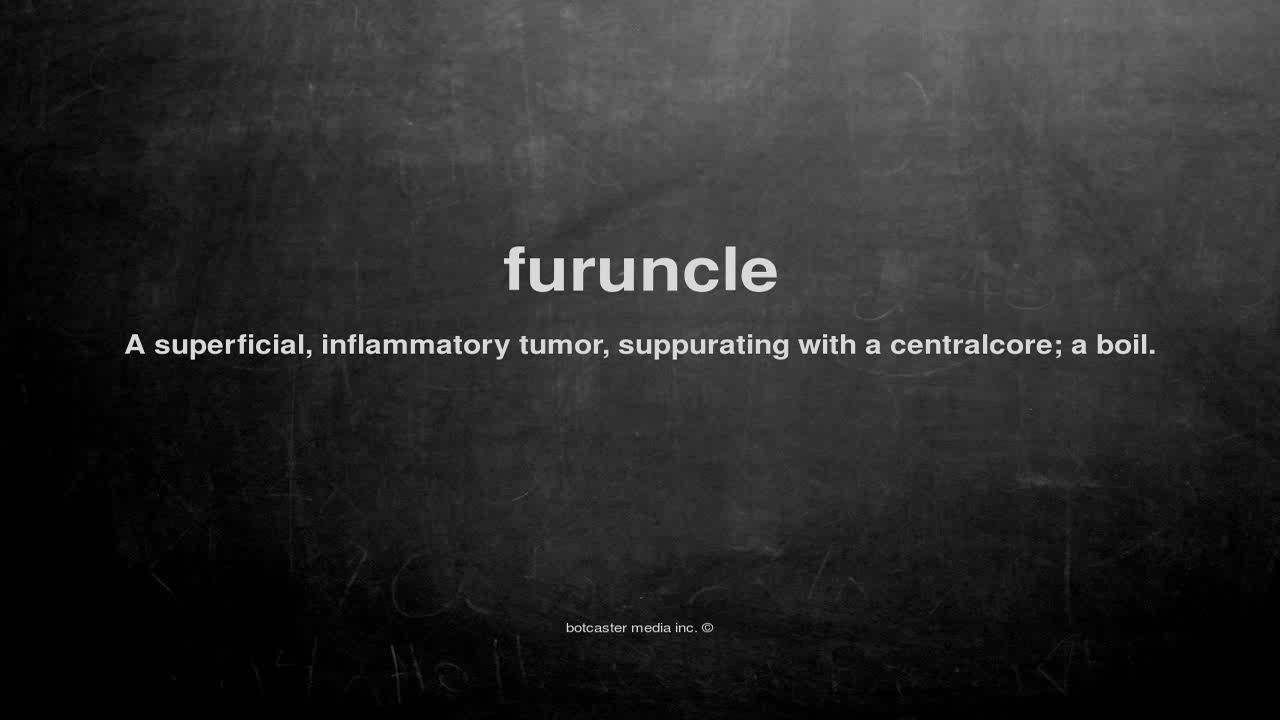 furuncle
A superficial, inflammatory tumor, suppurating with a centralcore; a boil.
botcaster media inc. ©